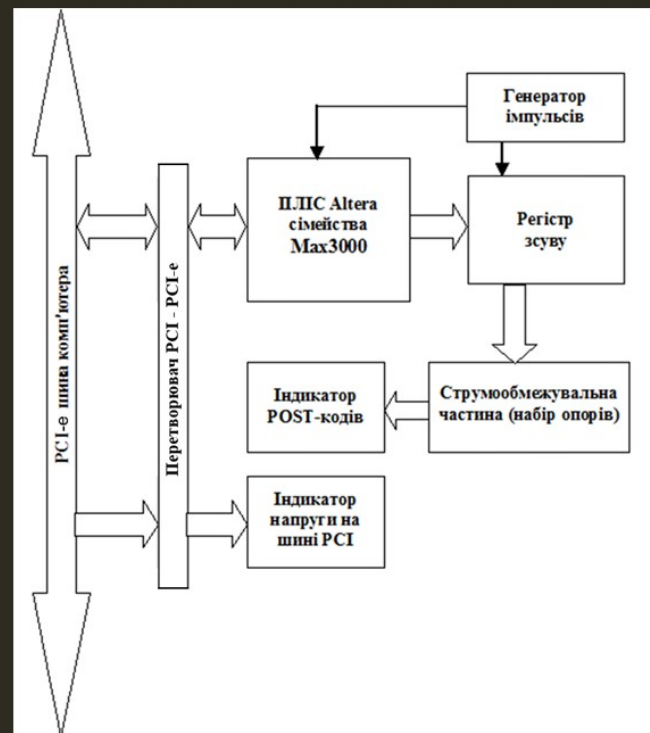 Генератор
імпульсів
ПЛІС Altera
сімейства
Max3000
Регістр
зсуву
PCI-e шина комп'ютера
Перетворювач PCI - PCI-e
Індикатор
POST-кодів
Струмообмежувальна
частина (набір опорів)
Індикатор
напруги на
шині PCI